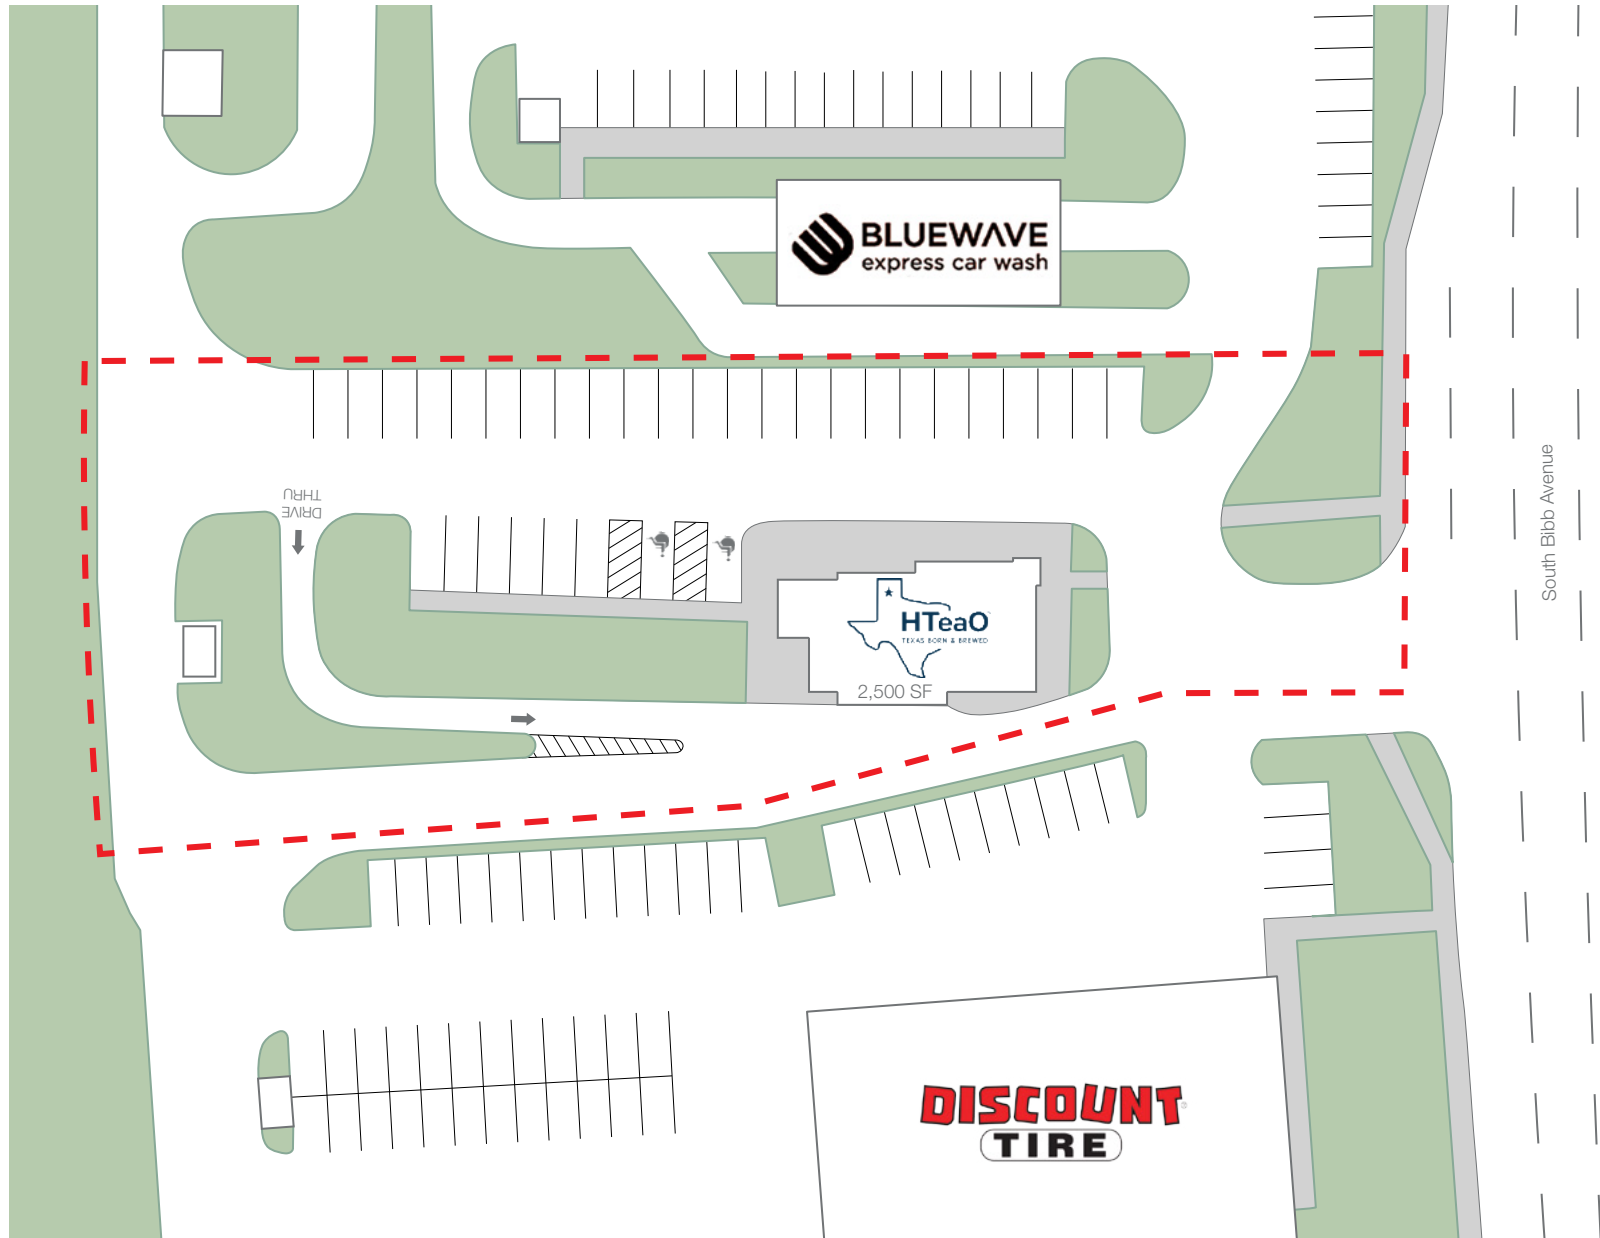 BLUEWAVE
express car wash
DRIVE
THRU
South Bibb Avenue
HTeaO
TEXAS BORN & BREWED
2,500 SF
DISCOUNT
TIRE